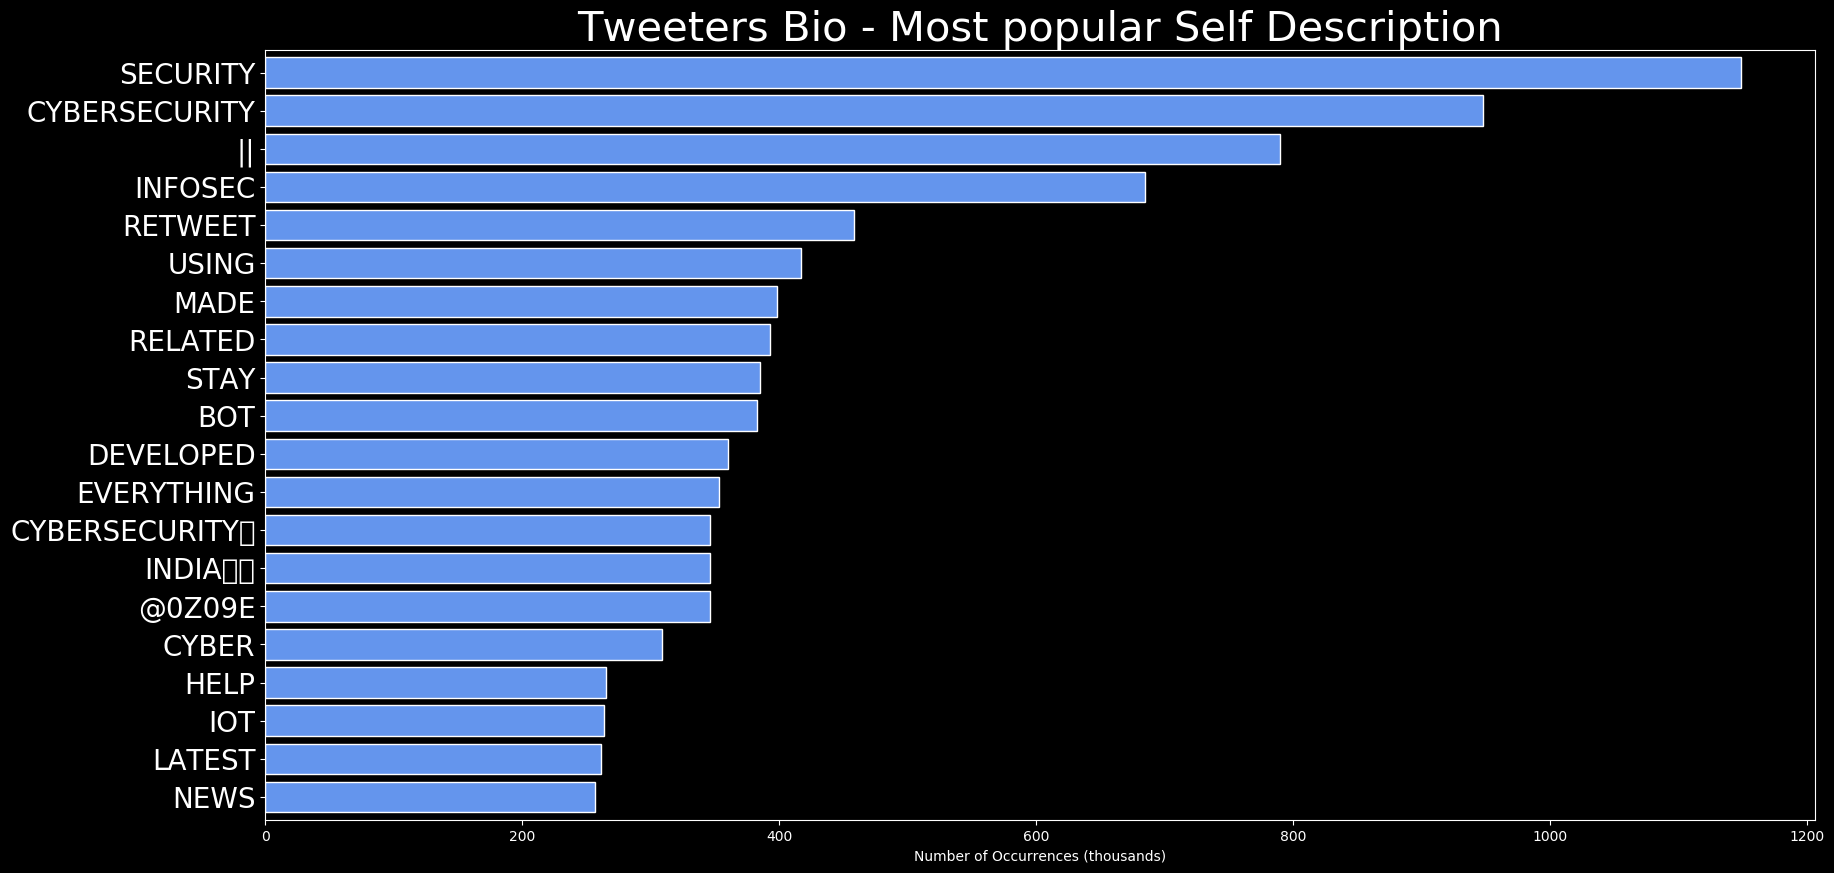 Tweeters Bio - Most popular Self Description
SECURITY
CYBERSECURITY
||
INFOSEC
RETWEET
USING
MADE
RELATED
STAY
BOT
DEVELOPED
EVERYTHING
CYBERSECURITY▯
INDIA▯▯
@0Z09E
CYBER
HELP
IOT
LATEST
NEWS
0 200 400 600 800 1000 1200
Number of Occurrences (thousands)